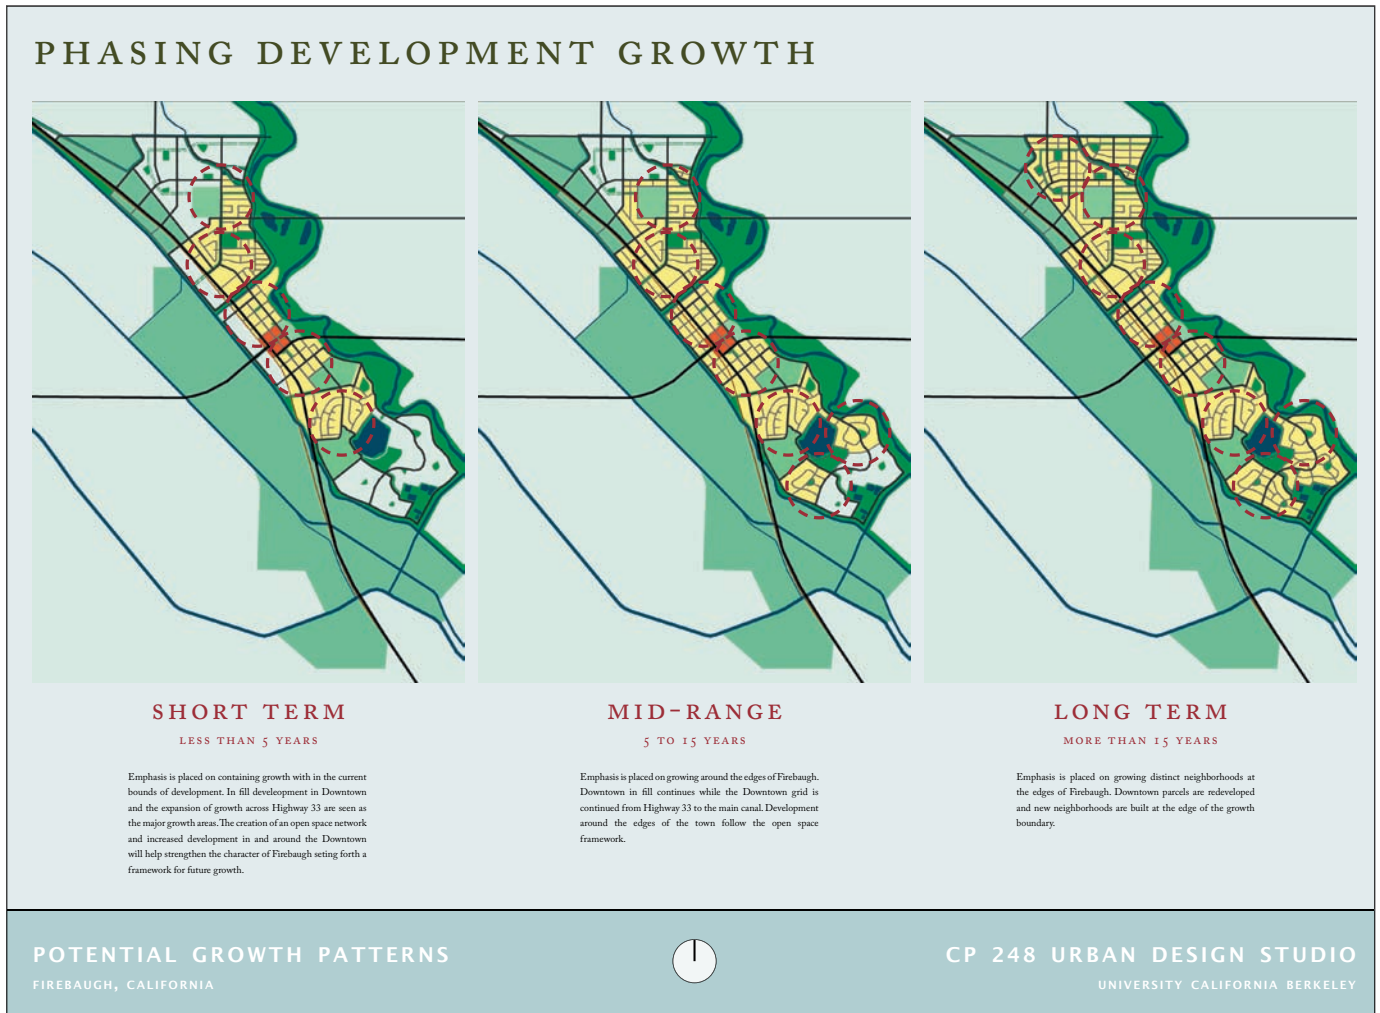 PHASING DEVELOPMENT GROWTH
SHORT TERM
LESS THAN 5 YEARS
Emphasis is placed on containing growth with in the current
bounds of development. In fill develeopment in Downtown
and the expansion of growth across Highway 33 are seen as
the major growth areas. The creation of an open space network
and increased development in and around the Downtown
will help strengthen the character of Firebaugh seting forth a
framework for future growth.
MID-RANGE
5 TO 15 YEARS
Emphasis is placed on growing around the edges of Firebaugh.
Downtown in fill continues while the Downtown grid is
continued from Highway 33 to the main canal. Development
around the edges of the town follow the open space
framework.
LONG TERM
MORE THAN 15 YEARS
Emphasis is placed on growing distinct neighborhoods at
the edges of Firebaugh. Downtown parcels are redeveloped
and new neighborhoods are built at the edge of the growth
boundary.
POTENTIAL GROWTH PATTERNS
FIREBAUGH, CALIFORNIA
CP 248 URBAN DESIGN STUDIO
UNIVERSITY CALIFORNIA BERKELEY